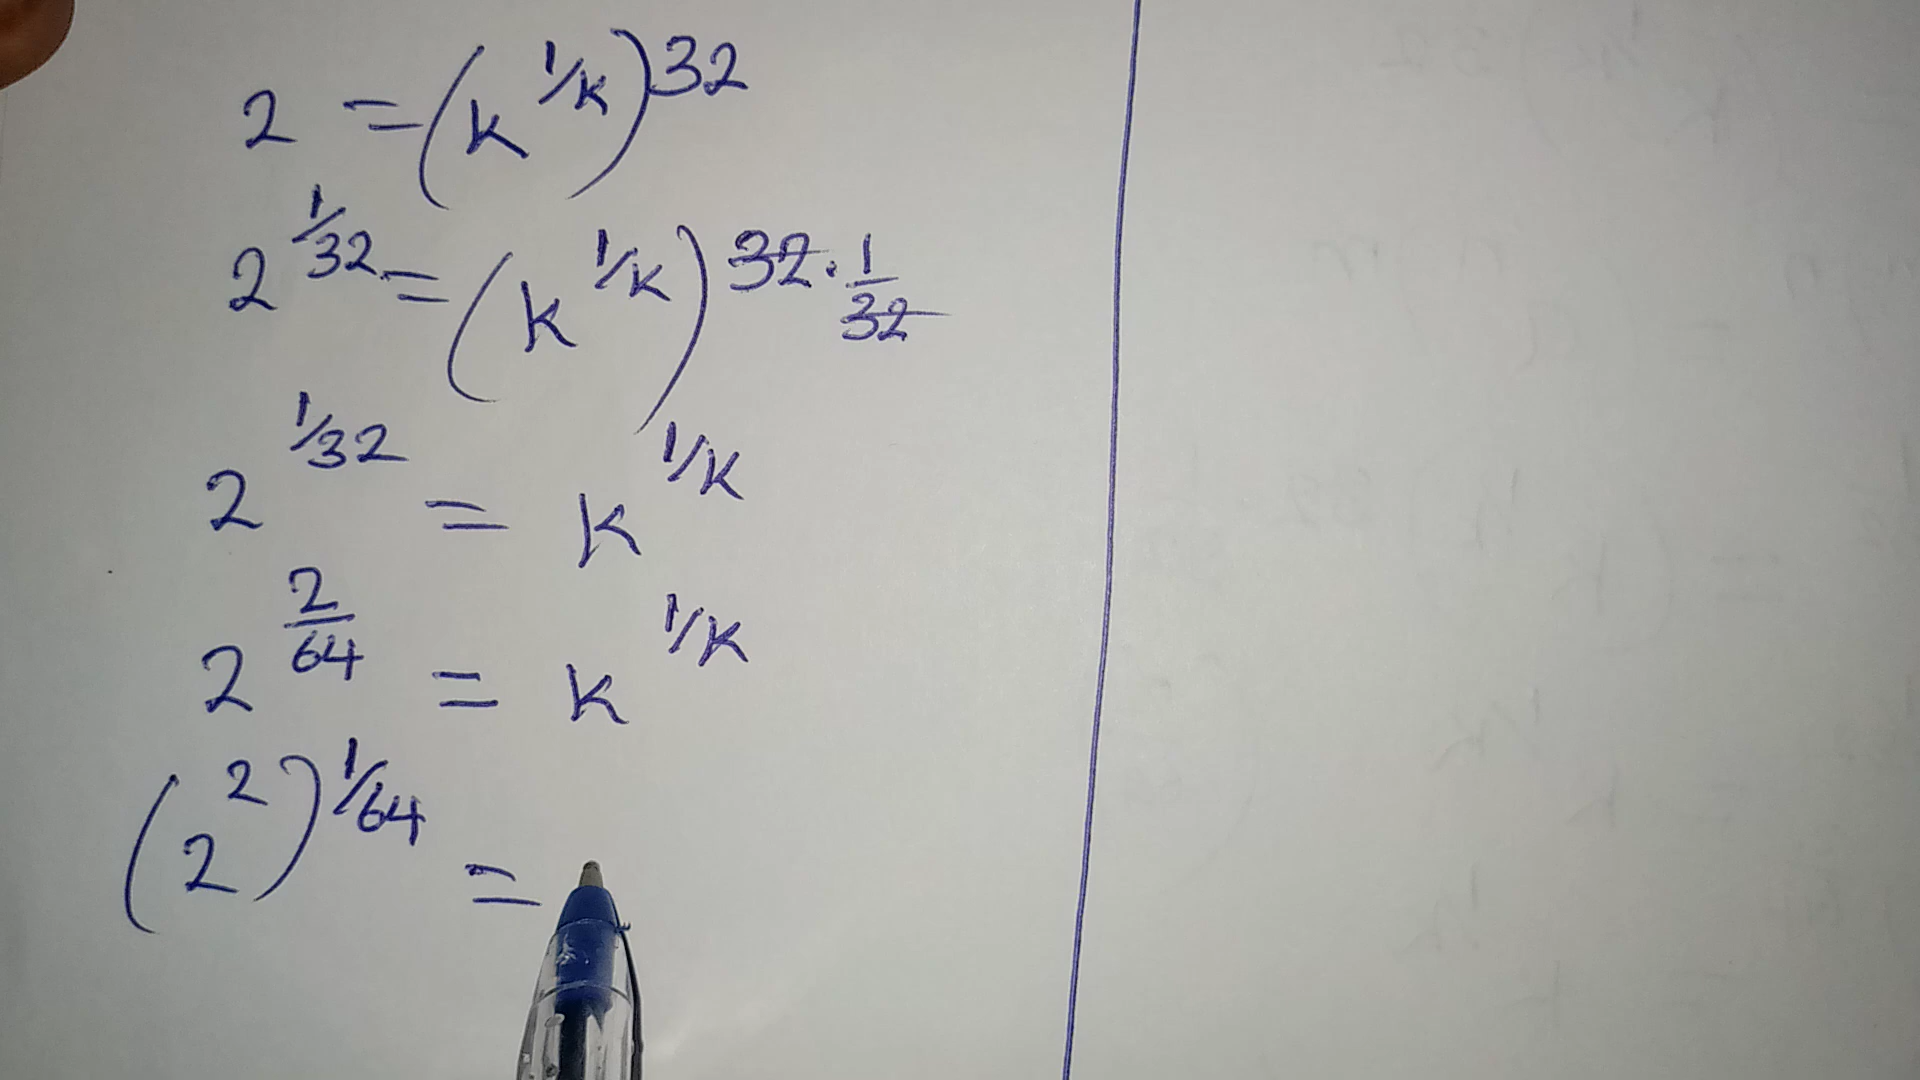 2 = (k^1/k)^32
2^1/32 = (k^1/k)^32 · 1/32
2^1/32 = k^1/k
2^2/64 = k^1/k
(2^2)^1/64 =